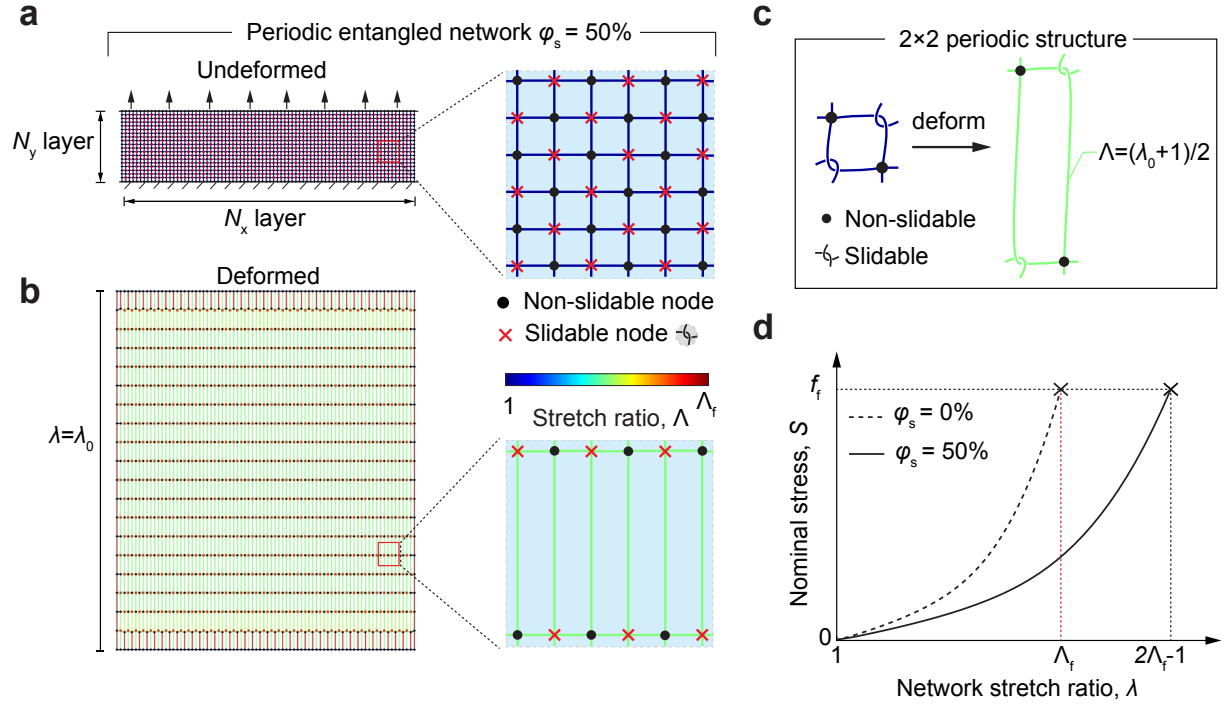 a
Periodic entangled network φs = 50%
Undeformed
Ny layer
Nx layer
b
Deformed
λ=λ0
Non-slidable node
Slidable node
1
Λf
Stretch ratio, Λ
c
2×2 periodic structure
deform
Λ=(λ0+1)/2
Non-slidable
Slidable
d
ff
φs = 0%
φs = 50%
Nominal stress, S
0
1
Λf
2Λf-1
Network stretch ratio, λ